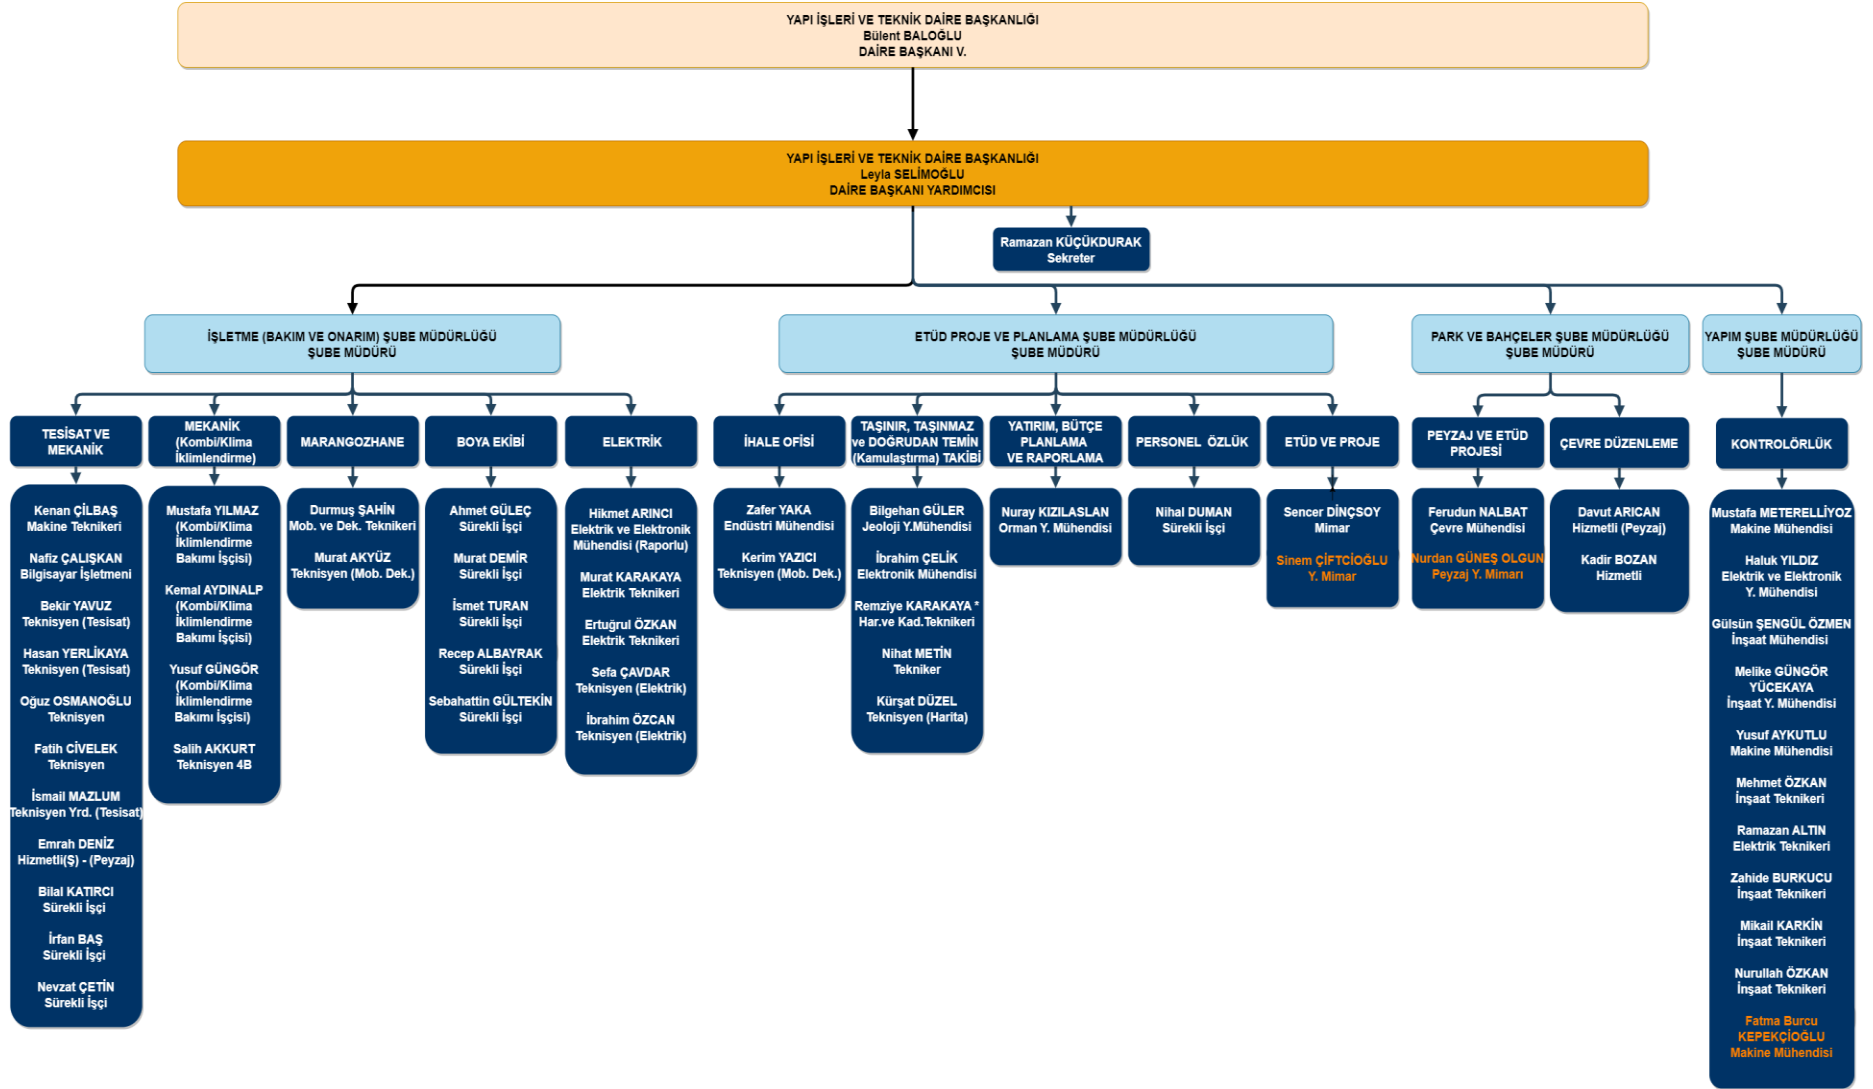 YAPI İŞLERİ VE TEKNİK DAİRE BAŞKANLIĞI
Bülent BALOĞLU
DAİRE BAŞKANI V.
YAPI İŞLERİ VE TEKNİK DAİRE BAŞKANLIĞI
Leyla SELİMOĞLU
DAİRE BAŞKANI YARDIMCISI
Ramazan KÜÇÜKDURAK
Sekreter
İŞLETME (BAKIM VE ONARIM) ŞUBE MÜDÜRLÜĞÜ
ŞUBE MÜDÜRÜ
ETÜD PROJE VE PLANLAMA ŞUBE MÜDÜRLÜĞÜ
ŞUBE MÜDÜRÜ
PARK VE BAHÇELER ŞUBE MÜDÜRLÜĞÜ
ŞUBE MÜDÜRÜ
YAPIM ŞUBE MÜDÜRLÜĞÜ
ŞUBE MÜDÜRÜ
TESİSAT VE
MEKANİK
MEKANİK
(Kombi/Klima
İklimlendirme)
MARANGOZHANE
BOYA EKİBİ
ELEKTRİK
İHALE OFİSİ
TAŞINIR, TAŞINMAZ
ve DOĞRUDAN TEMİN
(Kamulaştırma) TAKİBİ
YATIRIM, BÜTÇE
PLANLAMA
VE RAPORLAMA
PERSONEL ÖZLÜK
ETÜD VE PROJE
PEYZAJ VE ETÜD
PROJESİ
ÇEVRE DÜZENLEME
KONTROLÖRLÜK
Kenan ÇİLBAŞ
Makine Teknikeri
Nafiz ÇALIŞKAN
Bilgisayar İşletmeni
Bekir YAVUZ
Teknisyen (Tesisat)
Hasan YERLİKAYA
Teknisyen (Tesisat)
Oğuz OSMANOĞLU
Teknisyen
Fatih CİVELEK
Teknisyen
İsmail MAZLUM
Teknisyen Yrd. (Tesisat)
Emrah DENİZ
Hizmetli(Ş) - (Peyzaj)
Bilal KATIRCI
Sürekli İşçi
İrfan BAŞ
Sürekli İşçi
Nevzat ÇETİN
Sürekli İşçi
Mustafa YILMAZ
(Kombi/Klima
İklimlendirme
Bakımı İşçisi)
Kemal AYDINALP
(Kombi/Klima
İklimlendirme
Bakımı İşçisi)
Yusuf GÜNGÖR
(Kombi/Klima
İklimlendirme
Bakımı İşçisi)
Salih AKKURT
Teknisyen 4B
Durmuş ŞAHİN
Mob. ve Dek. Teknikeri
Murat AKYÜZ
Teknisyen (Mob. Dek.)
Ahmet GÜLEÇ
Sürekli İşçi
Murat DEMİR
Sürekli İşçi
İsmet TURAN
Sürekli İşçi
Recep ALBAYRAK
Sürekli İşçi
Sebahattin GÜLTEKİN
Sürekli İşçi
Hikmet ARINCI
Elektrik ve Elektronik
Mühendisi (Raporlu)
Murat KARAKAYA
Elektrik Teknikeri
Ertuğrul ÖZKAN
Elektrik Teknikeri
Sefa ÇAVDAR
Teknisyen (Elektrik)
İbrahim ÖZCAN
Teknisyen (Elektrik)
Zafer YAKA
Endüstri Mühendisi
Kerim YAZICI
Teknisyen (Mob. Dek.)
Bilgehan GÜLER
Jeoloji Y.Mühendisi
İbrahim ÇELİK
Elektronik Mühendisi
Remziye KARAKAYA *
Har.ve Kad.Teknikeri
Nihat METİN
Tekniker
Kürşat DÜZEL
Teknisyen (Harita)
Nuray KIZILASLAN
Orman Y. Mühendisi
Nihal DUMAN
Sürekli İşçi
Sencer DİNÇSOY
Mimar
Sinem ÇİFTCİOĞLU
Y. Mimar
Ferudun NALBAT
Çevre Mühendisi
Nurdan GÜNEŞ OLGUN
Peyzaj Y. Mimarı
Davut ARICAN
Hizmetli (Peyzaj)
Kadir BOZAN
Hizmetli
Mustafa METERELLİYOZ
Makine Mühendisi
Haluk YILDIZ
Elektrik ve Elektronik
Y. Mühendisi
Gülsün ŞENGÜL ÖZMEN
İnşaat Mühendisi
Melike GÜNGÖR
YÜCEKAYA
İnşaat Y. Mühendisi
Yusuf AYKUTLU
Makine Mühendisi
Mehmet ÖZKAN
İnşaat Teknikeri
Ramazan ALTIN
Elektrik Teknikeri
Zahide BURKUCU
İnşaat Teknikeri
Mikail KARKİN
İnşaat Teknikeri
Nurullah ÖZKAN
İnşaat Teknikeri
Fatma Burcu
KEPEKÇİOĞLU
Makine Mühendisi